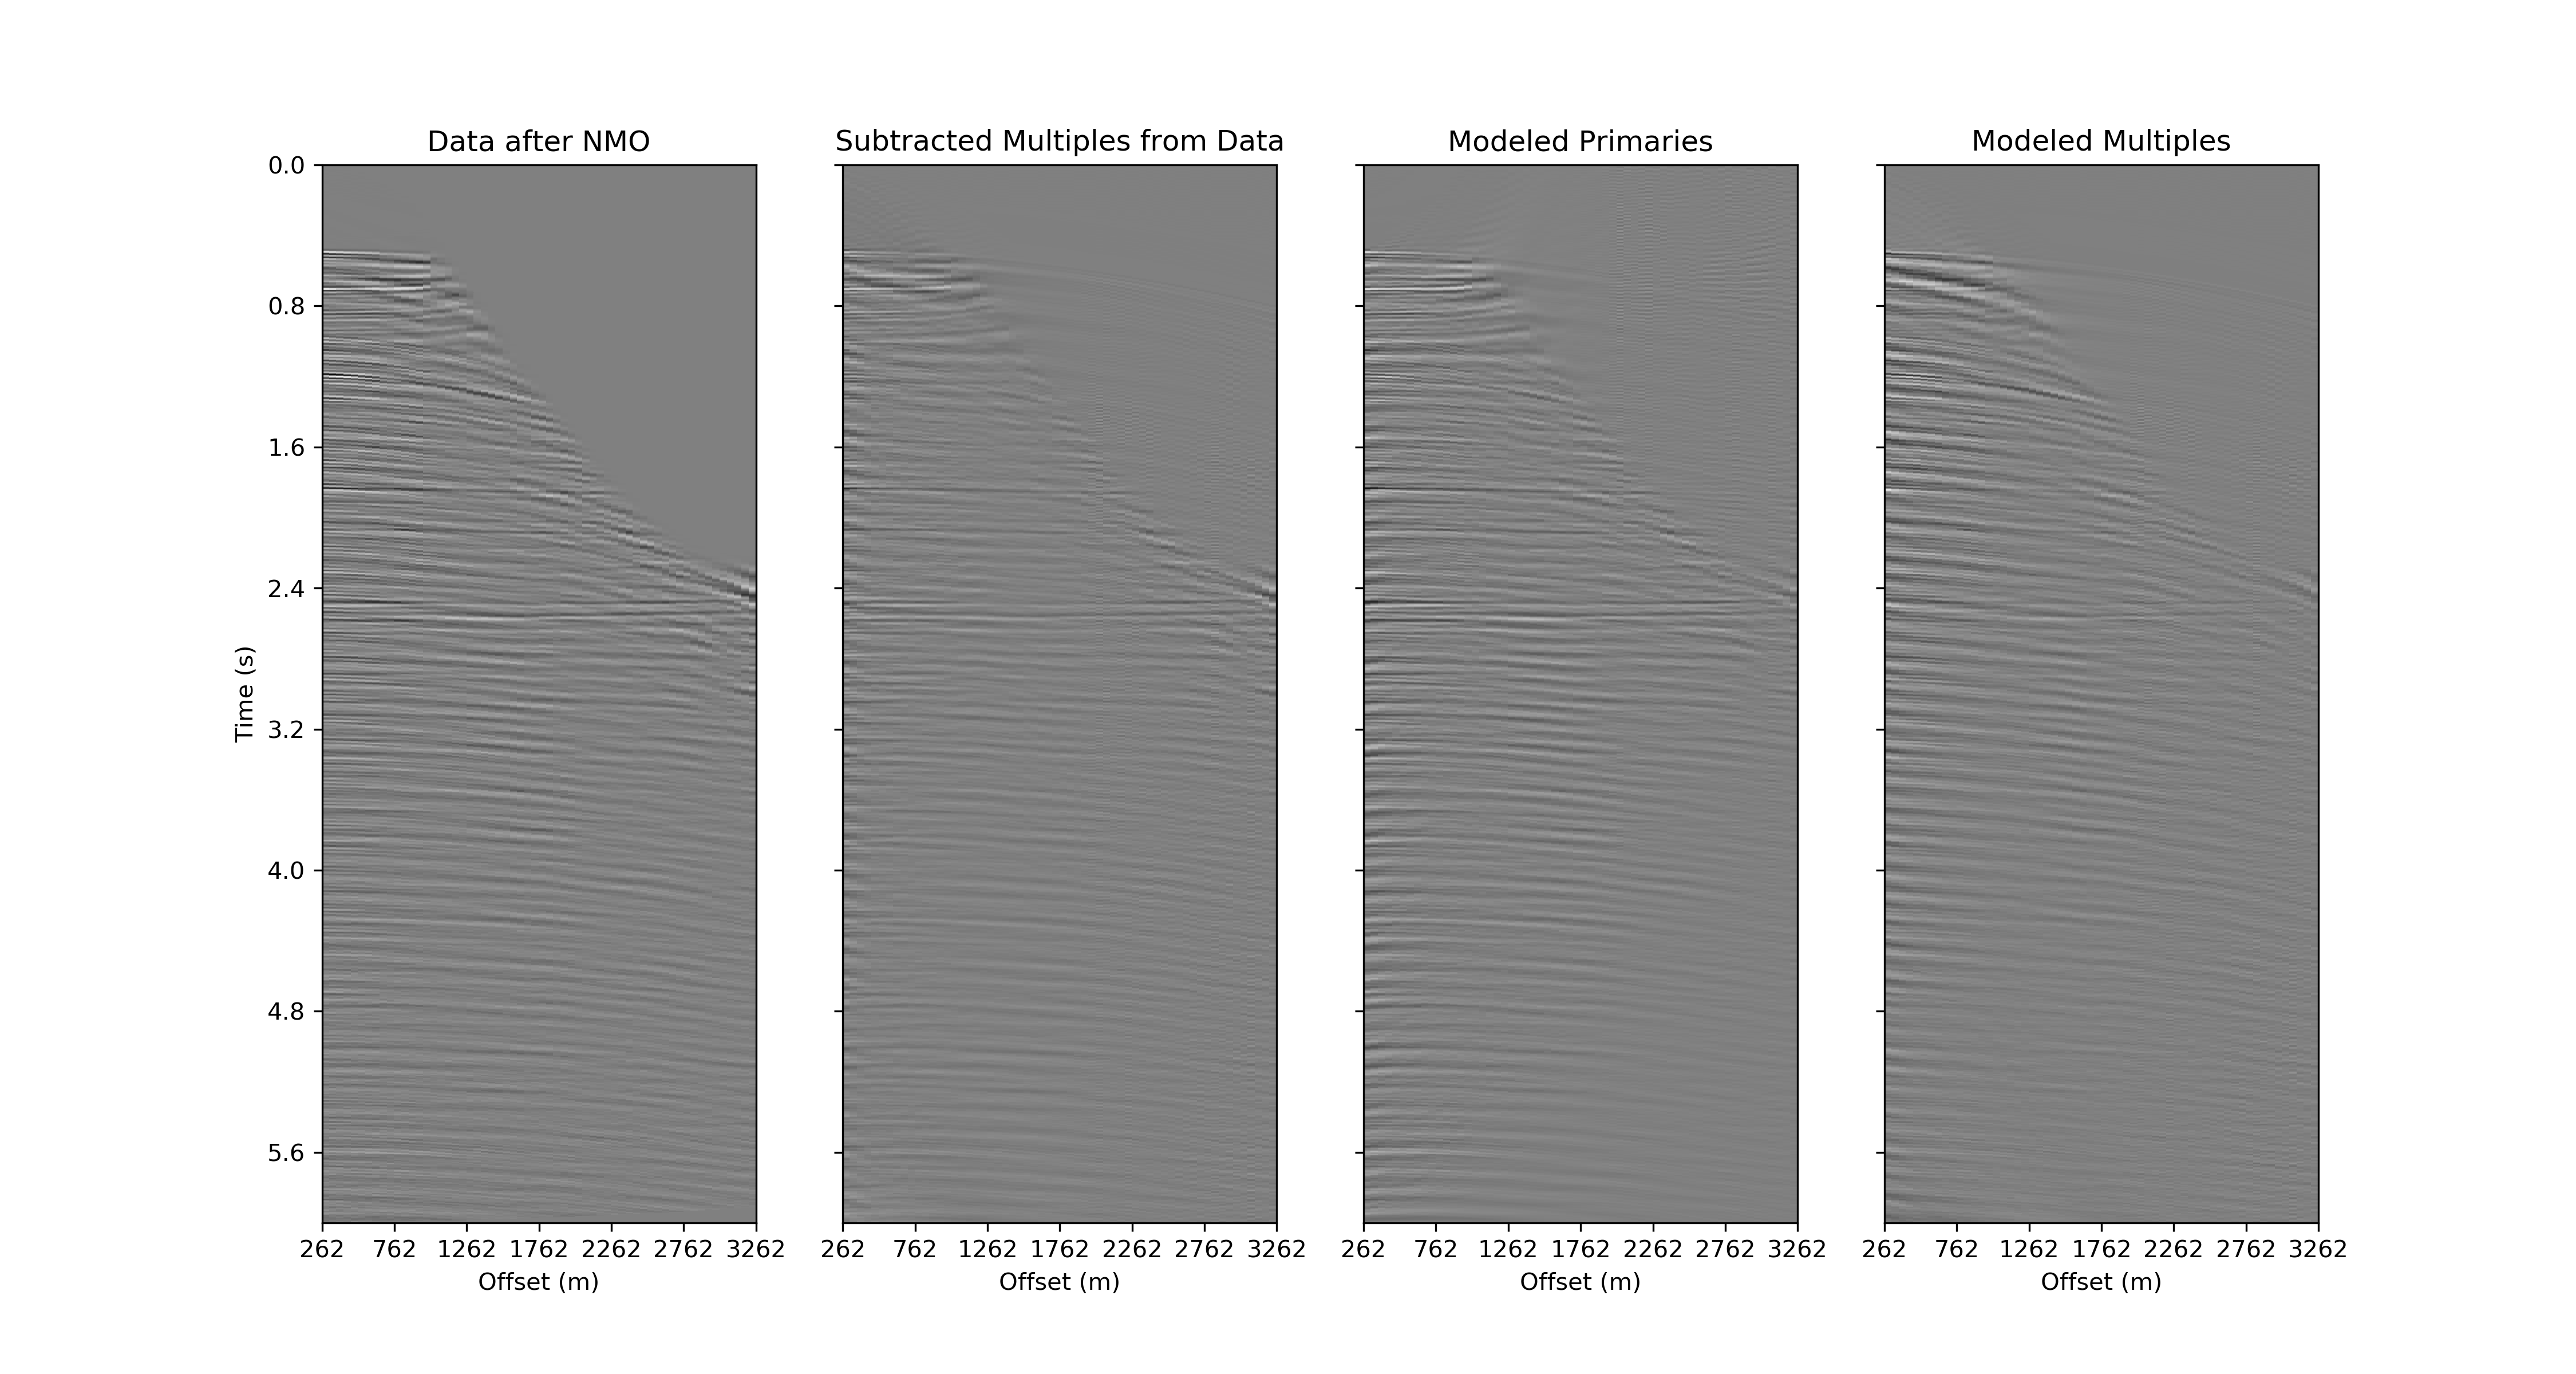 Data after NMO
Subtracted Multiples from Data
Modeled Primaries
Modeled Multiples
0.0
0.8
1.6
2.4
3.2
4.0
4.8
5.6
Time (s)
262 762 1262 1762 2262 2762 3262
262 762 1262 1762 2262 2762 3262
262 762 1262 1762 2262 2762 3262
262 762 1262 1762 2262 2762 3262
Offset (m)
Offset (m)
Offset (m)
Offset (m)